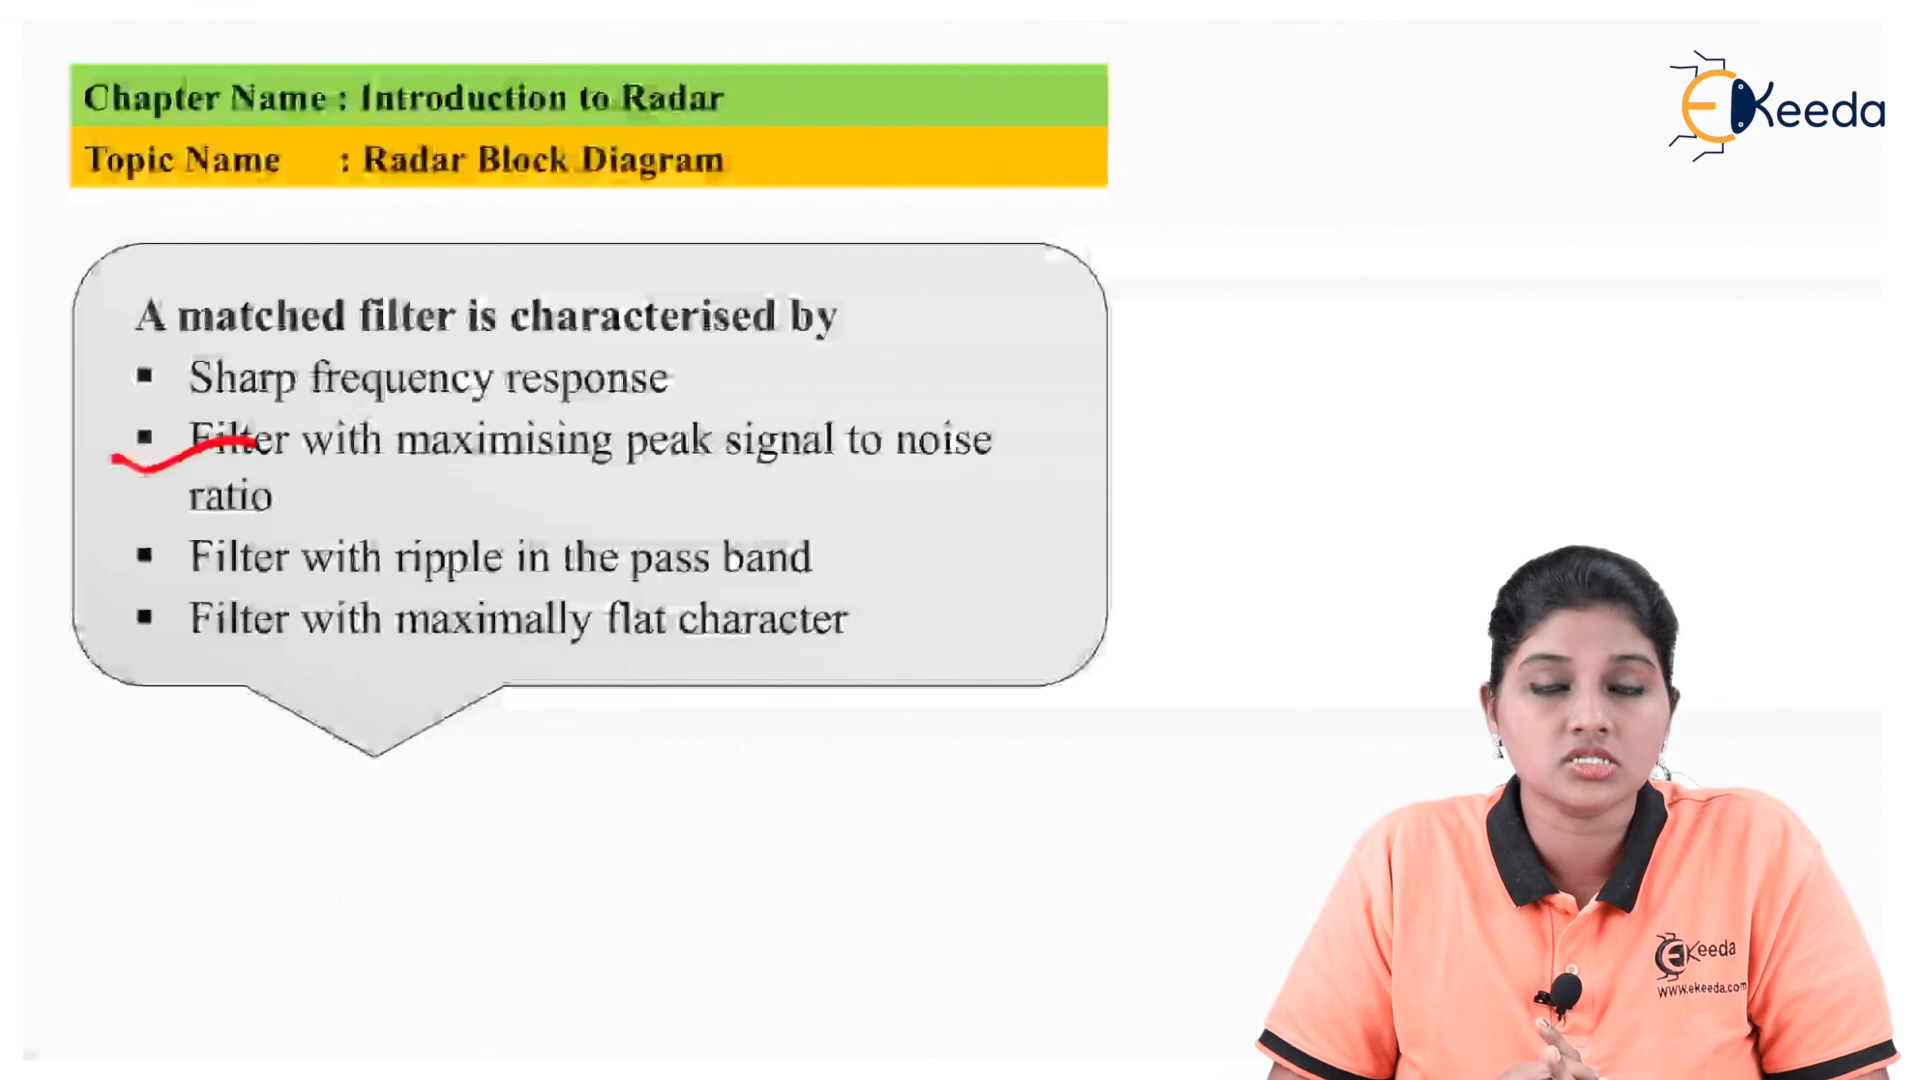 Chapter Name : Introduction to Radar
Topic Name : Radar Block Diagram
EKeeda
A matched filter is characterised by
▪ Sharp frequency response
▪ Filter with maximising peak signal to noise
ratio
▪ Filter with ripple in the pass band
▪ Filter with maximally flat character
EKeeda
www.ekeeda.com